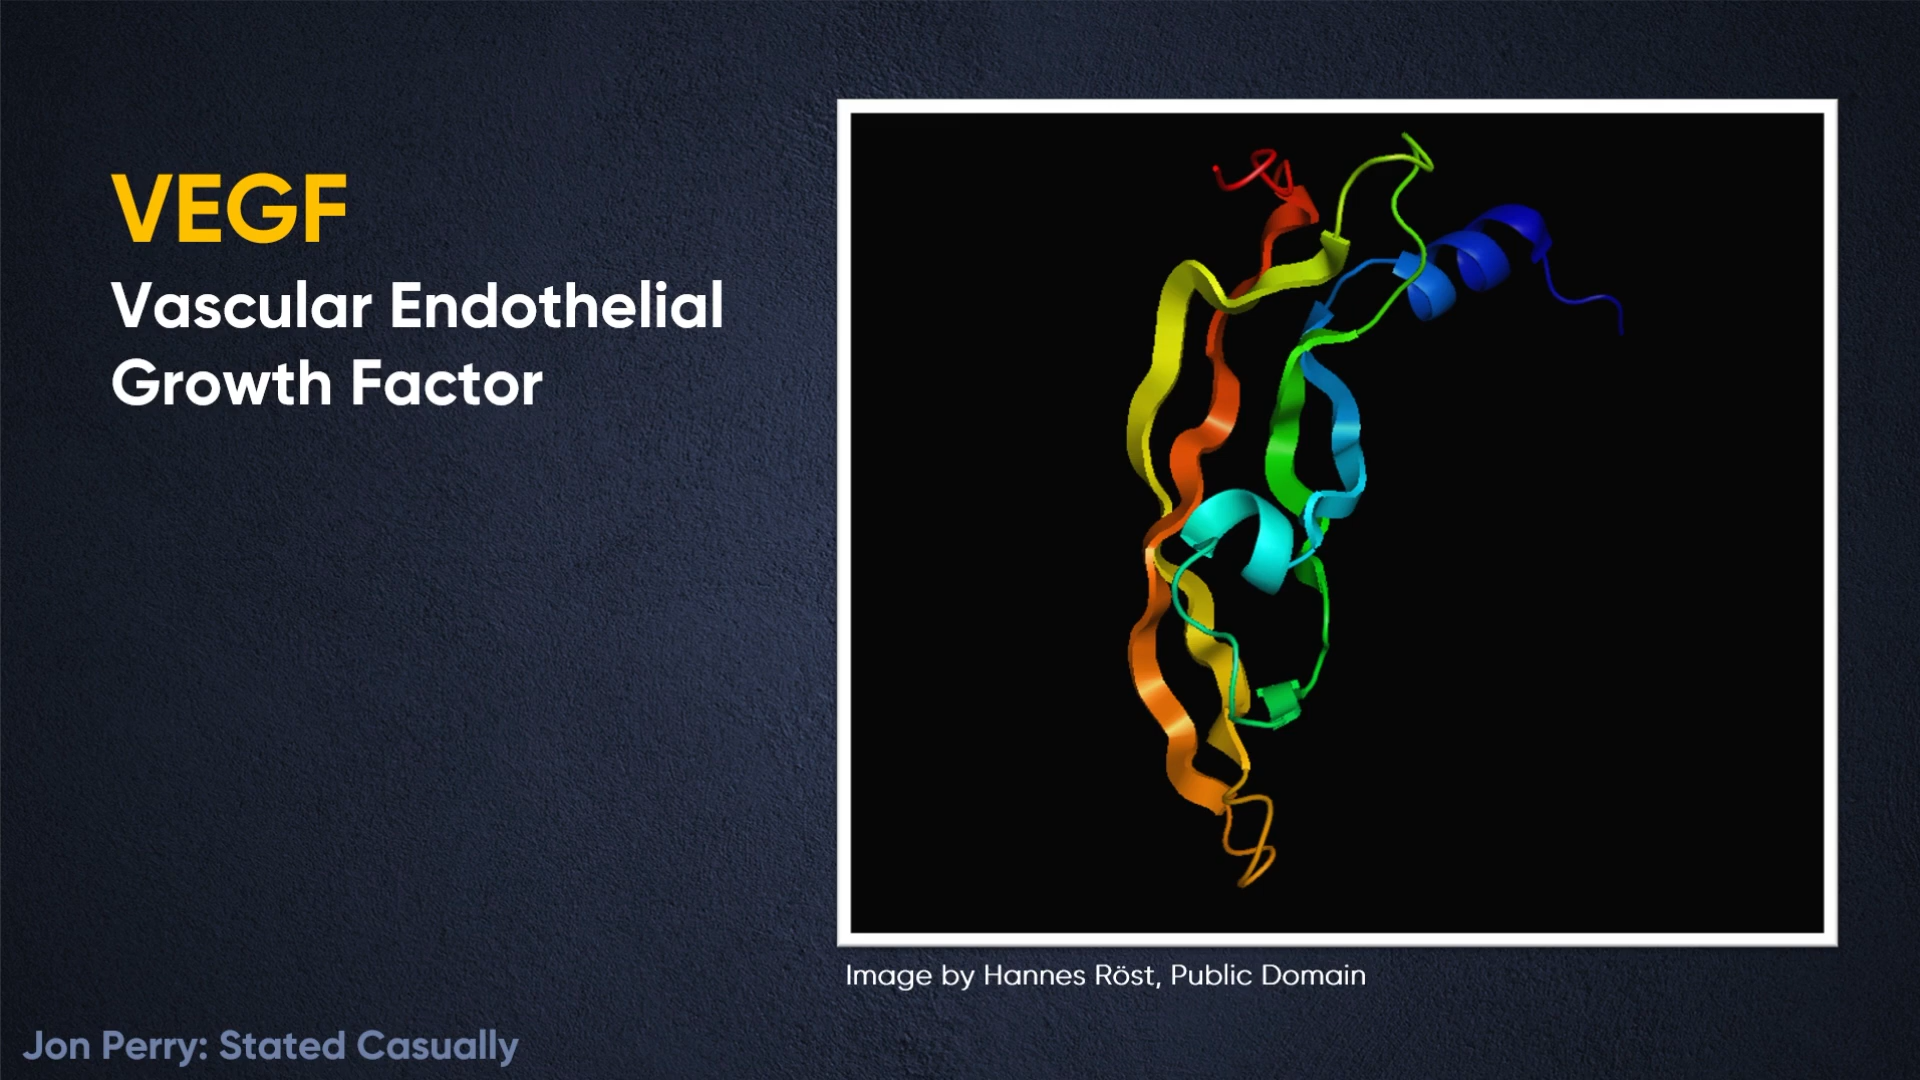 VEGF
Vascular Endothelial
Growth Factor
Image by Hannes Röst, Public Domain
Jon Perry: Stated Casually